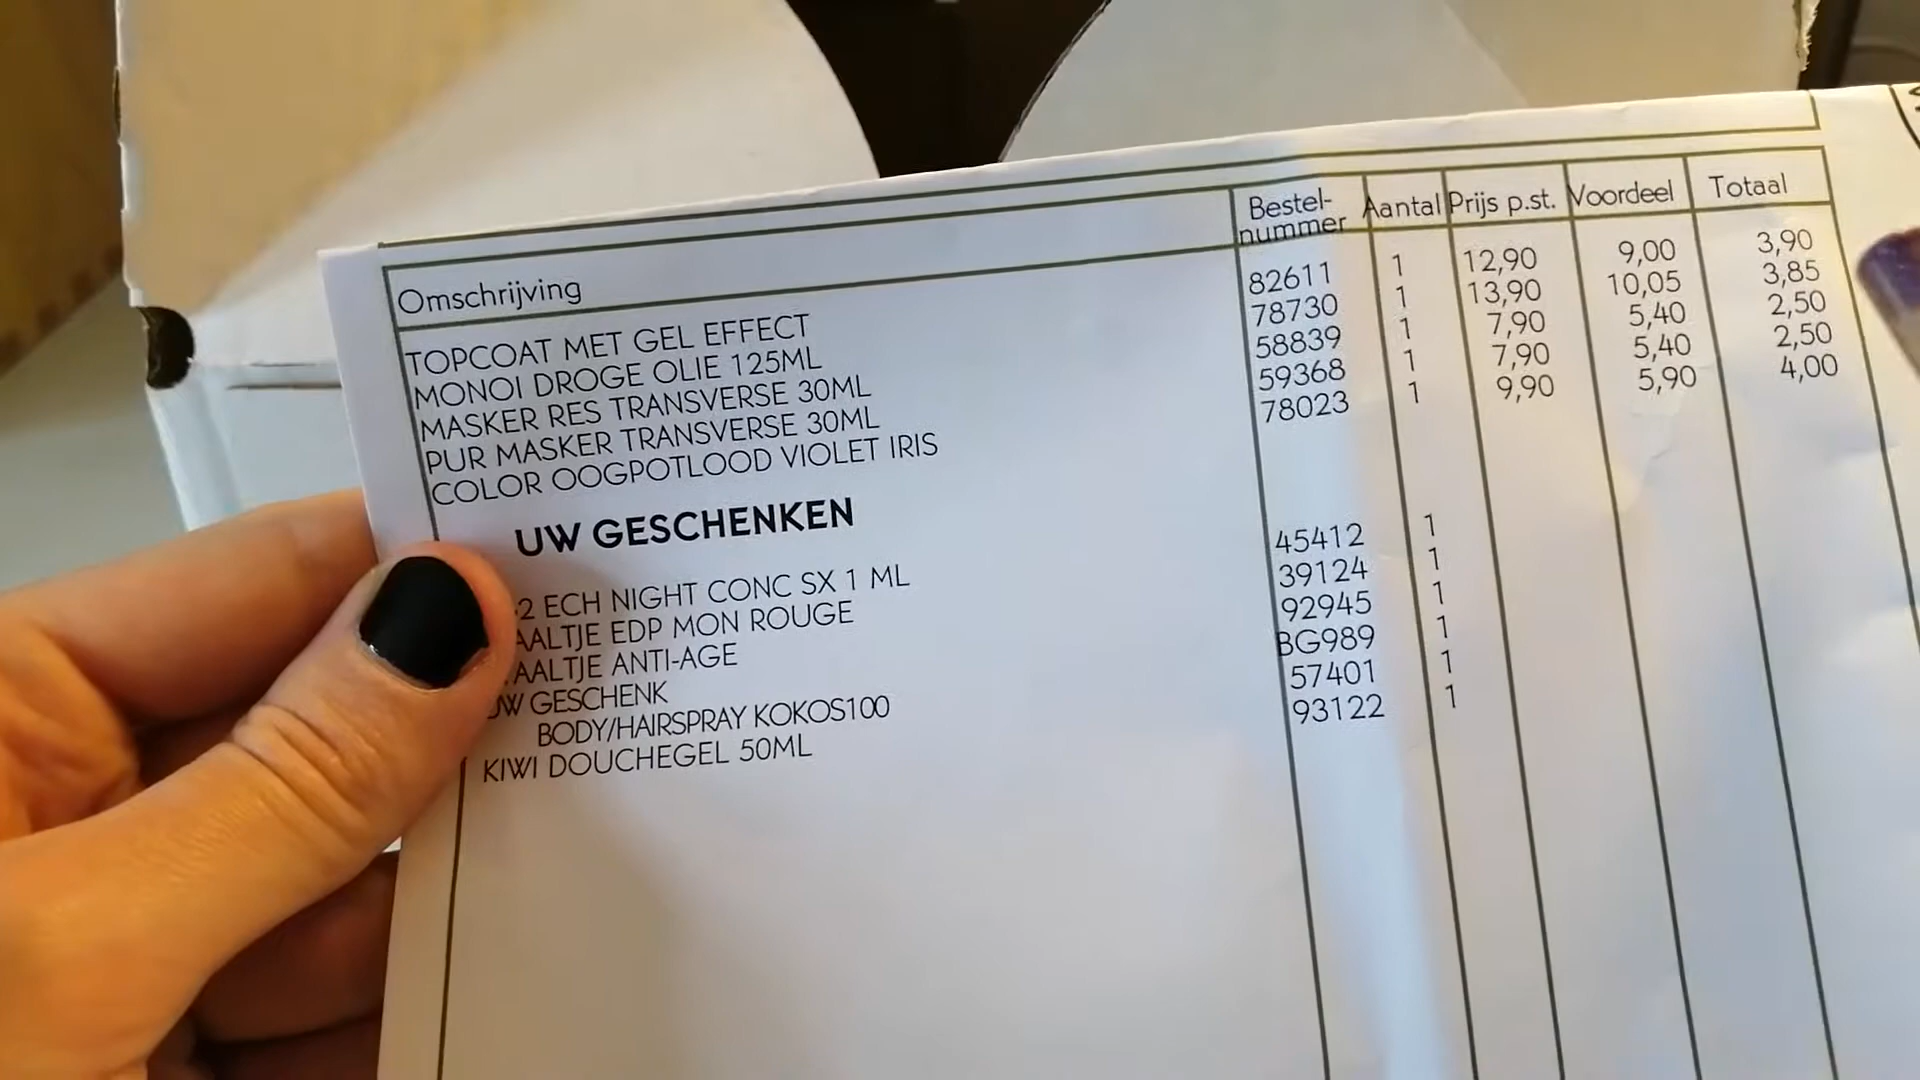 Omschrijving Bestel-nummer Aantal Prijs p.st. Voordeel Totaal
TOPCOAT MET GEL EFFECT 82611 1 12,90 9,00 3,90
MONOI DROGE OLIE 125ML 78730 1 13,90 10,05 3,85
MASKER RES TRANSVERSE 30ML 58839 1 7,90 5,40 2,50
PUR MASKER TRANSVERSE 30ML 59368 1 7,90 5,40 2,50
COLOR OOGPOTLOOD VIOLET IRIS 78023 1 9,90 5,90 4,00
UW GESCHENKEN
2 ECH NIGHT CONC SX 1 ML 45412 1
AALTJE EDP MON ROUGE 39124 1
AALTJE ANTI-AGE 92945 1
UW GESCHENK BG989 1
BODY/HAIRSPRAY KOKOS100 57401 1
KIWI DOUCHEGEL 50ML 93122 1